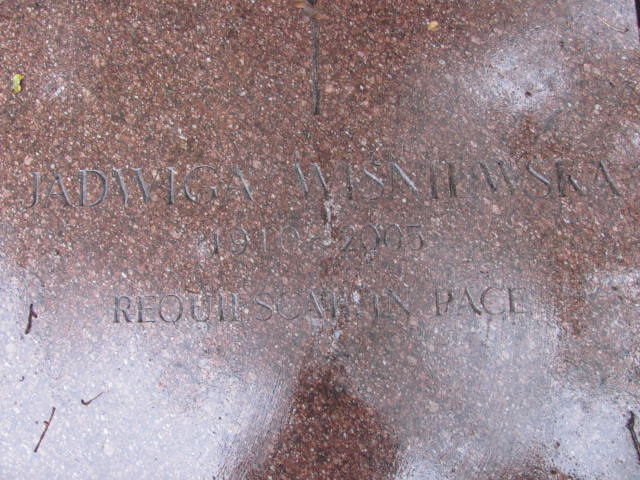 JADWIGA WIŚNIEWSKA
1910 – 2005
REQUIESCAT IN PACE